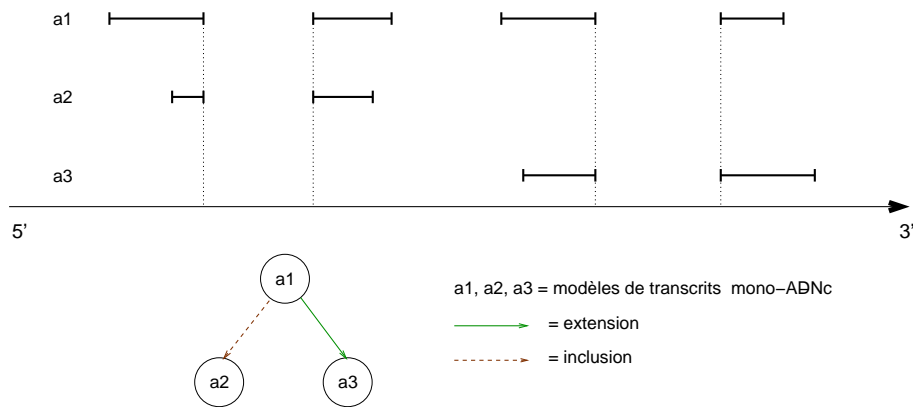 a1
a2
a3
5’
3’
a1
a2
a3
a1, a2, a3 = modèles de transcrits mono−ADNc
= extension
= inclusion